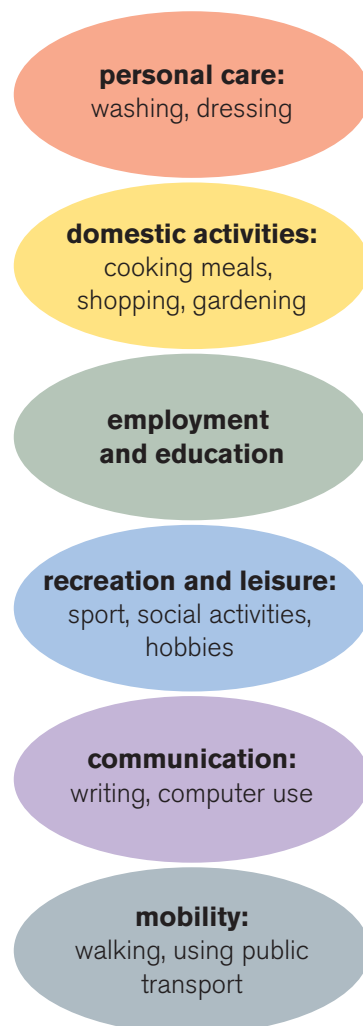 personal care:
washing, dressing
domestic activities:
cooking meals,
shopping, gardening
employment
and education
recreation and leisure:
sport, social activities,
hobbies
communication:
writing, computer use
mobility:
walking, using public
transport